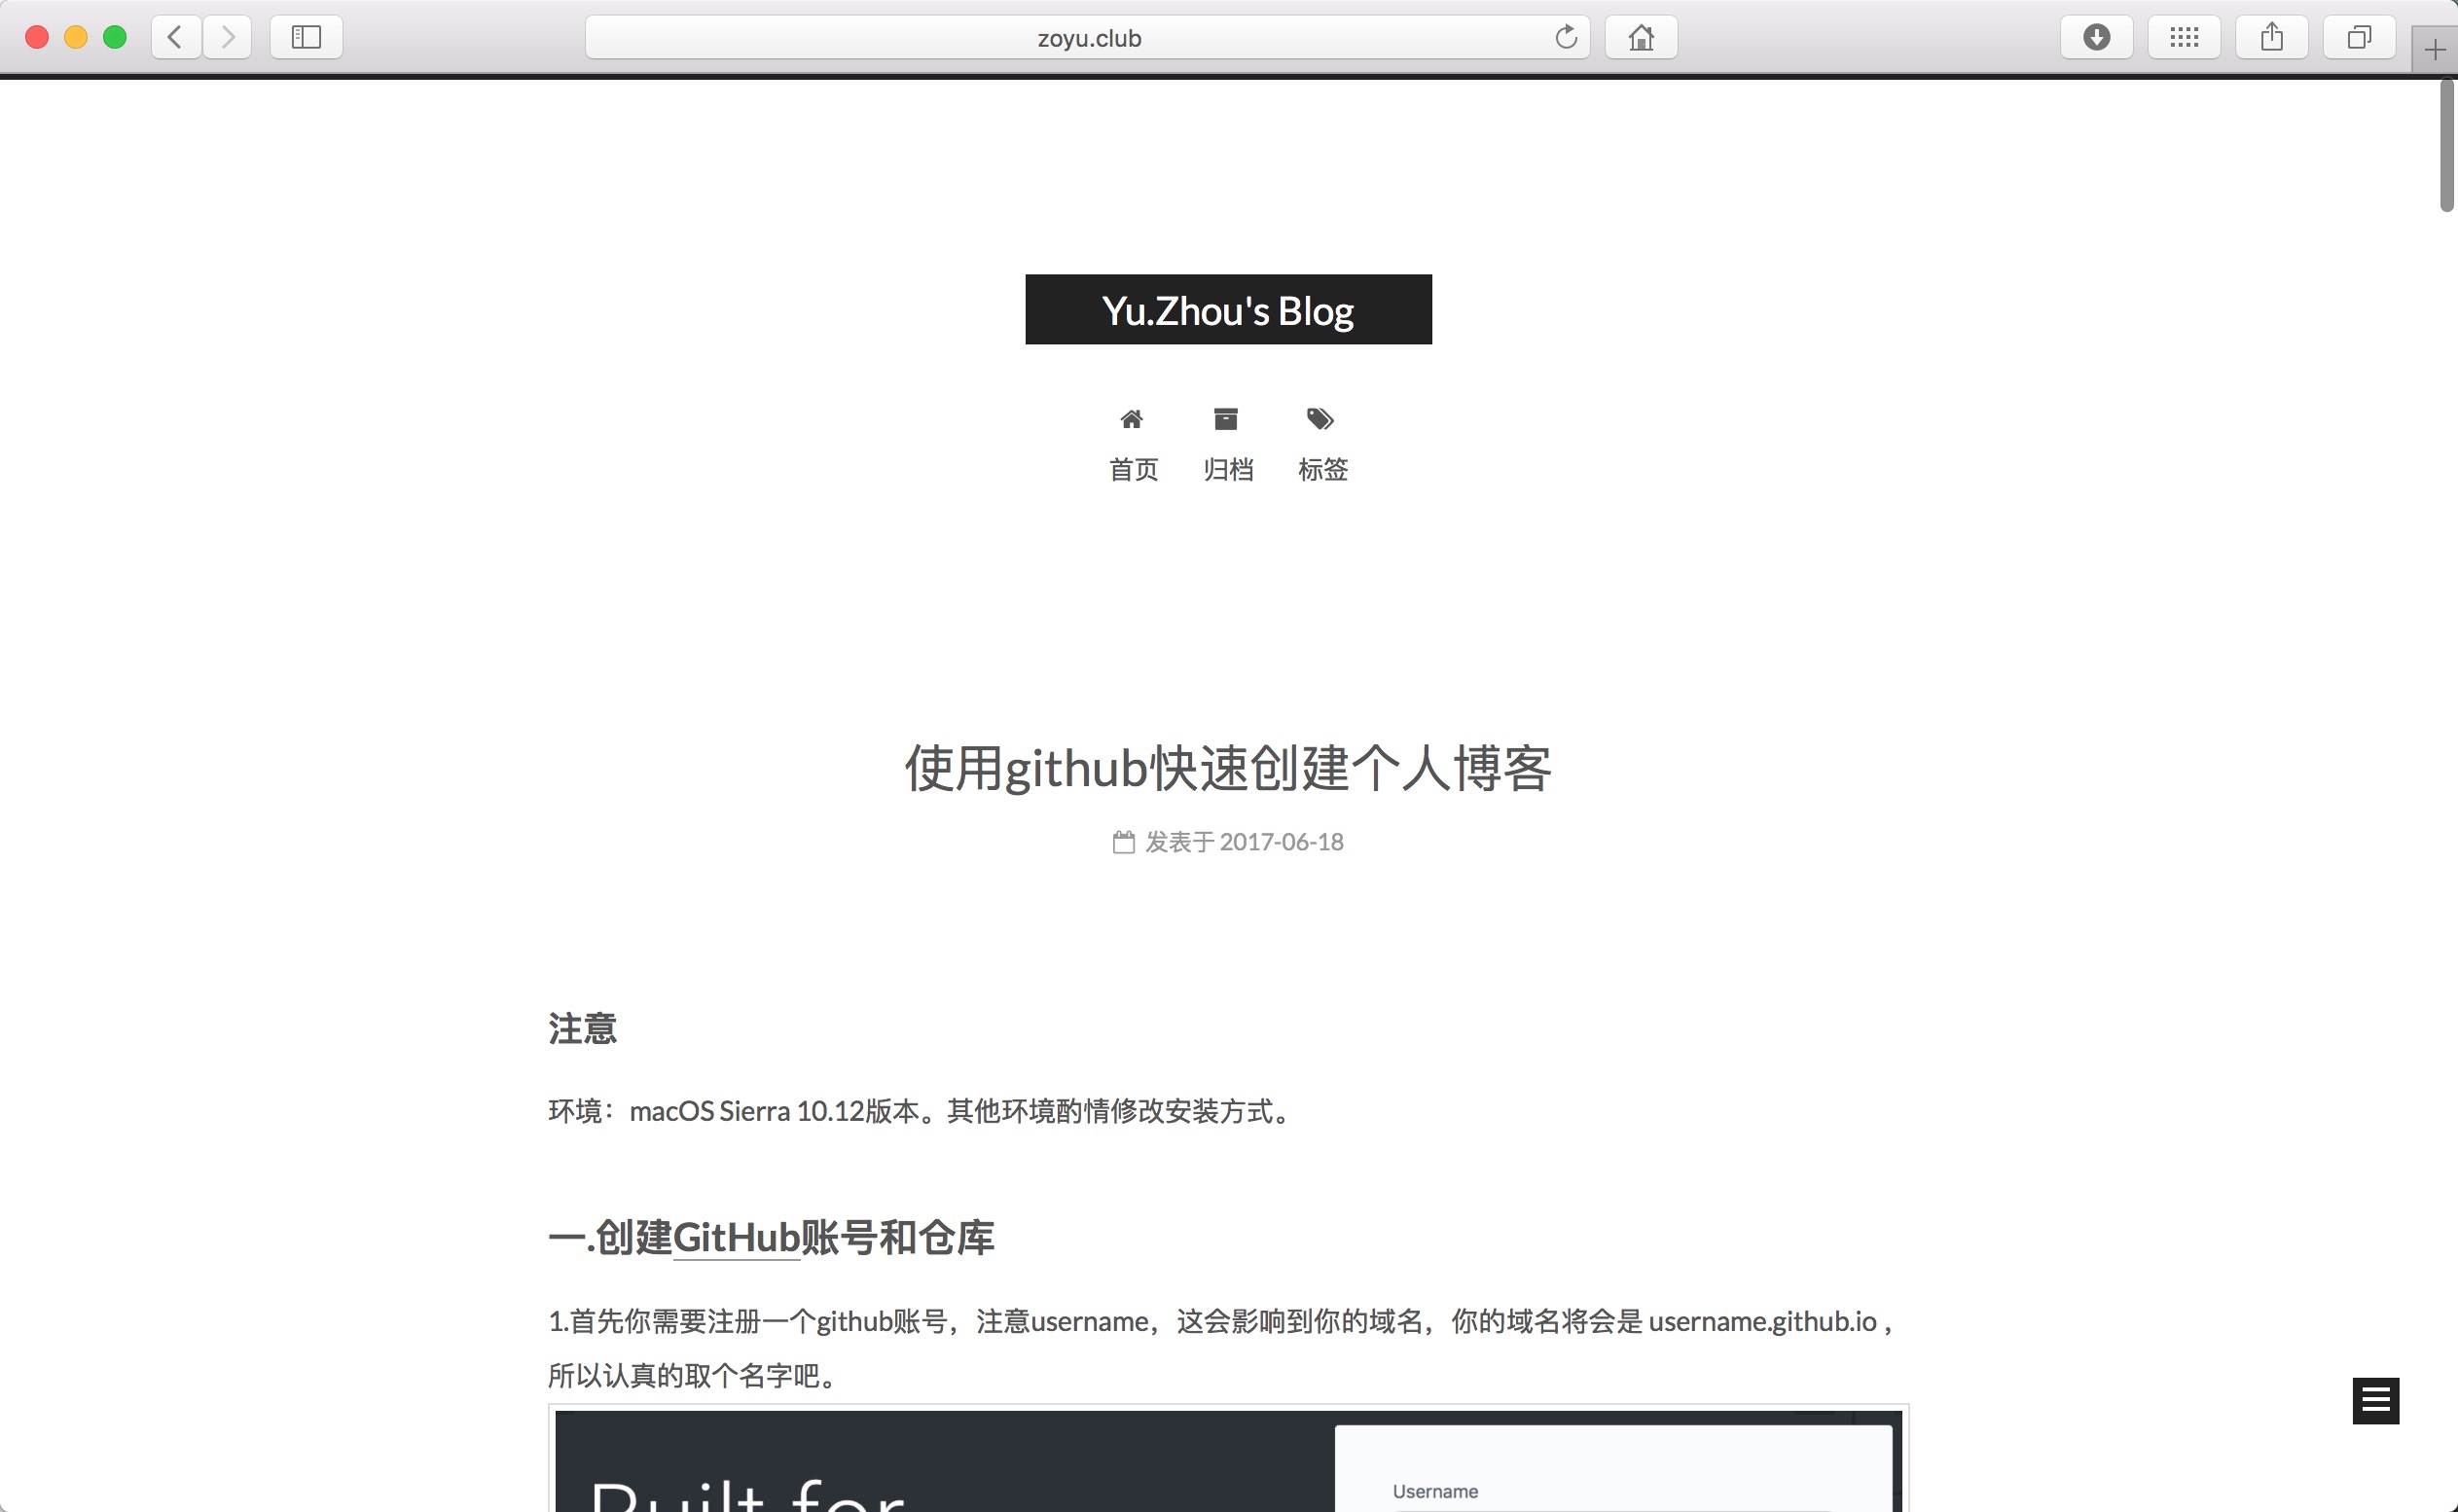 zoyu.club
Yu.Zhou's Blog
首页 归档 标签
使用github快速创建个人博客
发表于 2017-06-18
注意
环境：macOS Sierra 10.12版本。其他环境酌情修改安装方式。
一.创建GitHub账号和仓库
1.首先你需要注册一个github账号，注意username，这会影响到你的域名，你的域名将会是 username.github.io ，
所以认真的取个名字吧。
Built for
Username